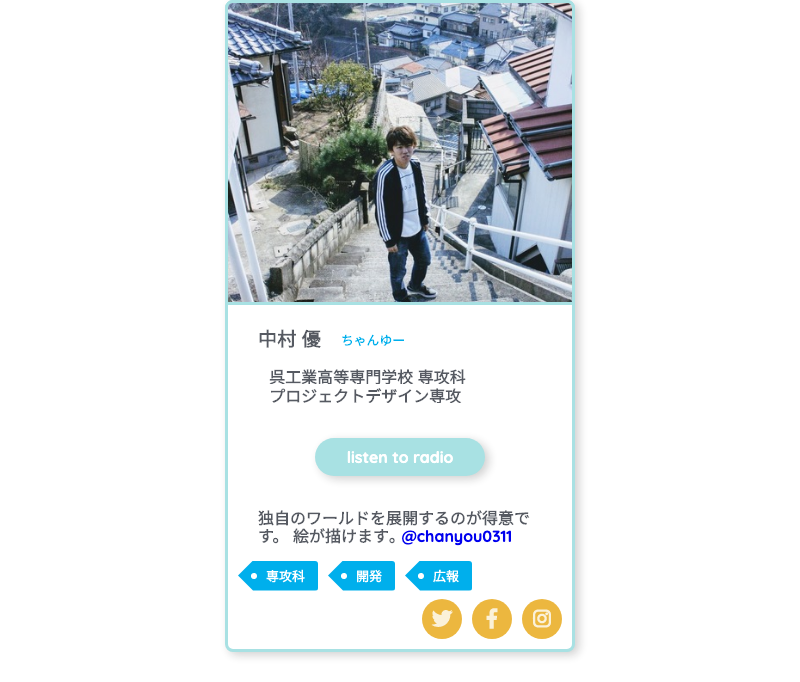 中村 優 ちゃんゆー
呉工業高等専門学校 専攻科
プロジェクトデザイン専攻
listen to radio
独自のワールドを展開するのが得意で
す。 絵が描けます。@chanyou0311
専攻科 開発 広報